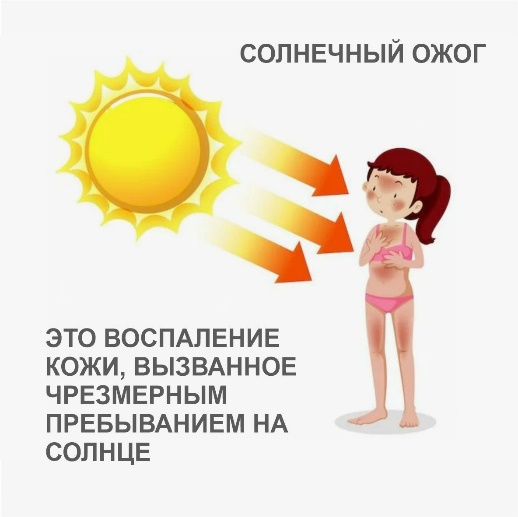 СОЛНЕЧНЫЙ ОЖОГ
ЭТО ВОСПАЛЕНИЕ
КОЖИ, ВЫЗВАННОЕ
ЧРЕЗМЕРНЫМ
ПРЕБЫВАНИЕМ НА
СОЛНЦЕ